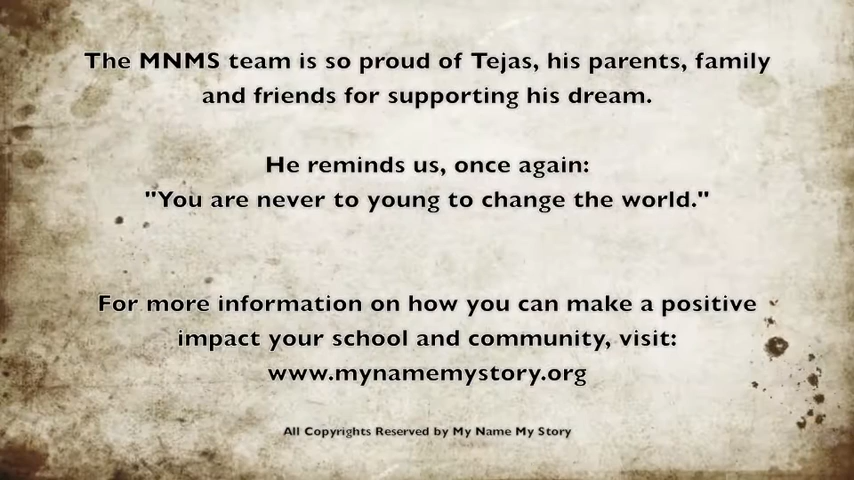 The MNMS team is so proud of Tejas, his parents, family
and friends for supporting his dream.
He reminds us, once again:
"You are never to young to change the world."
For more information on how you can make a positive
impact your school and community, visit:
www.mynamemystory.org
All Copyrights Reserved by My Name My Story